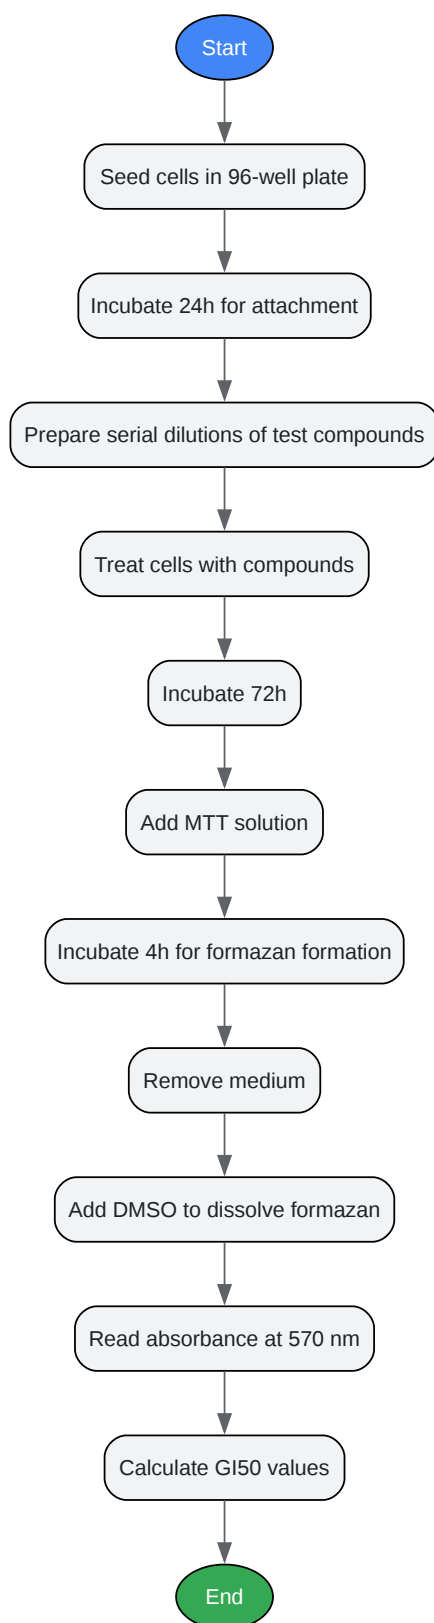 Start
Seed cells in 96-well plate
Incubate 24h for attachment
Prepare serial dilutions of test compounds
Treat cells with compounds
Incubate 72h
Add MTT solution
Incubate 4h for formazan formation
Remove medium
Add DMSO to dissolve formazan
Read absorbance at 570 nm
Calculate GI50 values
End